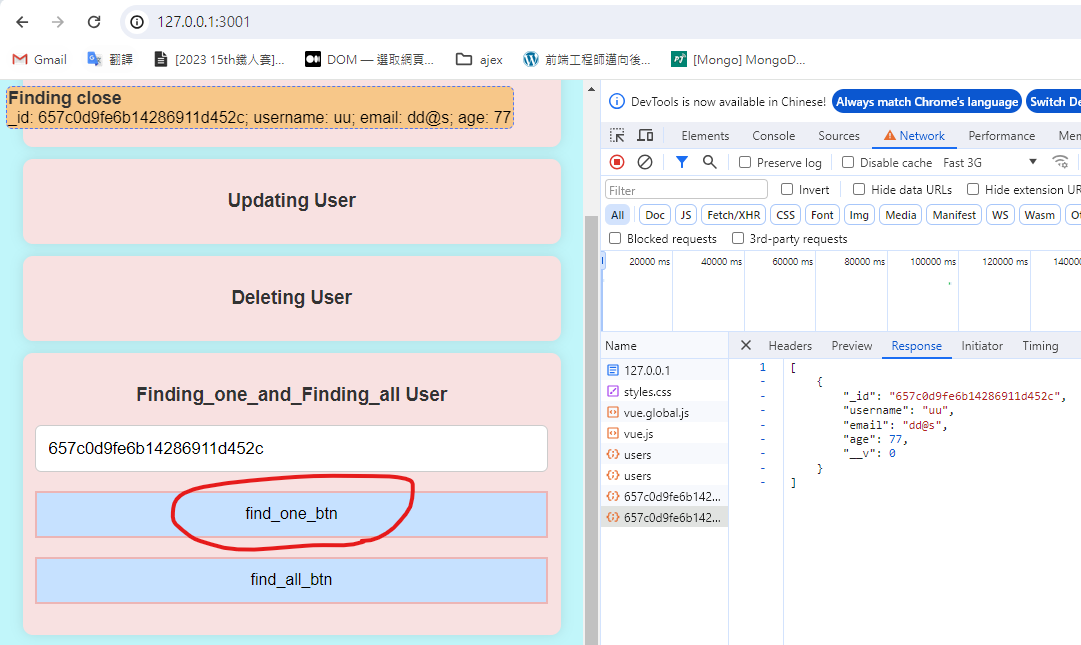 127.0.0.1:3001
Gmail 翻譯 [2023 15th鐵人賽]... DOM — 選取網頁... ajex 前端工程師邁向後... [Mongo] MongoD...
Finding close
_id: 657c0d9fe6b14286911d452c; username: uu; email: dd@s; age: 77
Updating User
Deleting User
Finding_one_and_Finding_all User
657c0d9fe6b14286911d452c
find_one_btn
find_all_btn
DevTools is now available in Chinese! Always match Chrome's language Switch De
Elements Console Sources Network Performance Mem
Preserve log Disable cache Fast 3G
Filter Invert Hide data URLs Hide extension UR
All Doc JS Fetch/XHR CSS Font Img Media Manifest WS Wasm Ot
Blocked requests 3rd-party requests
20000 ms 40000 ms 60000 ms 80000 ms 100000 ms 120000 ms 14000
Name
127.0.0.1
styles.css
vue.global.js
vue.js
users
users
657c0d9fe6b142...
657c0d9fe6b142...
Headers Preview Response Initiator Timing
1 [
- {
- "_id": "657c0d9fe6b14286911d452c",
- "username": "uu",
- "email": "dd@s",
- "age": 77,
- "__v": 0
- }
- ]